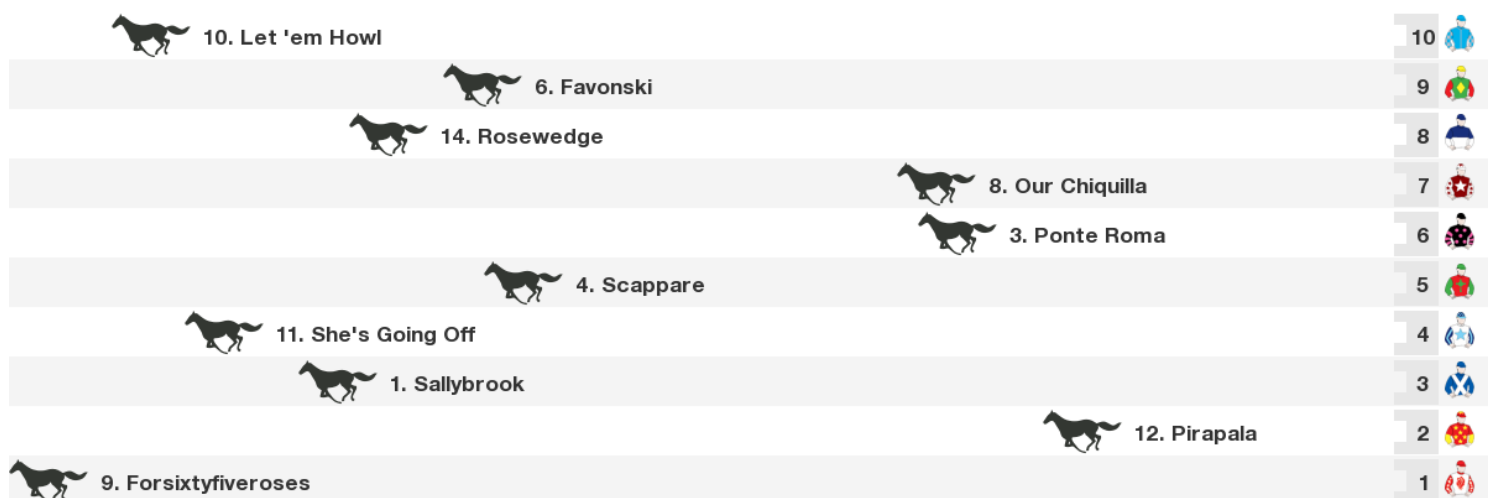 10. Let 'em Howl 10
6. Favonski 9
14. Rosewedge 8
8. Our Chiquilla 7
3. Ponte Roma 6
4. Scappare 5
11. She's Going Off 4
1. Sallybrook 3
12. Pirapala 2
9. Forsixtyfiveroses 1